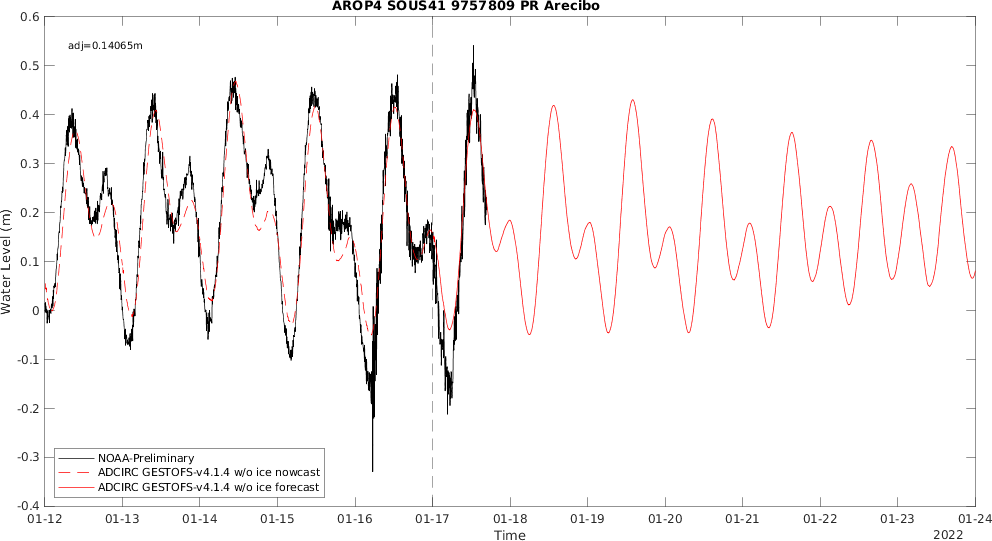 AROP4 SOUS41 9757809 PR Arecibo
0.6
adj=0.14065m
0.5
0.4
0.3
0.2
0.1
0
-0.1
-0.2
-0.3
-0.4
Water Level (m)
NOAA-Preliminary
ADCIRC GESTOFS-v4.1.4 w/o ice nowcast
ADCIRC GESTOFS-v4.1.4 w/o ice forecast
01-12 01-13 01-14 01-15 01-16 01-17 01-18 01-19 01-20 01-21 01-22 01-23 01-24
Time
2022